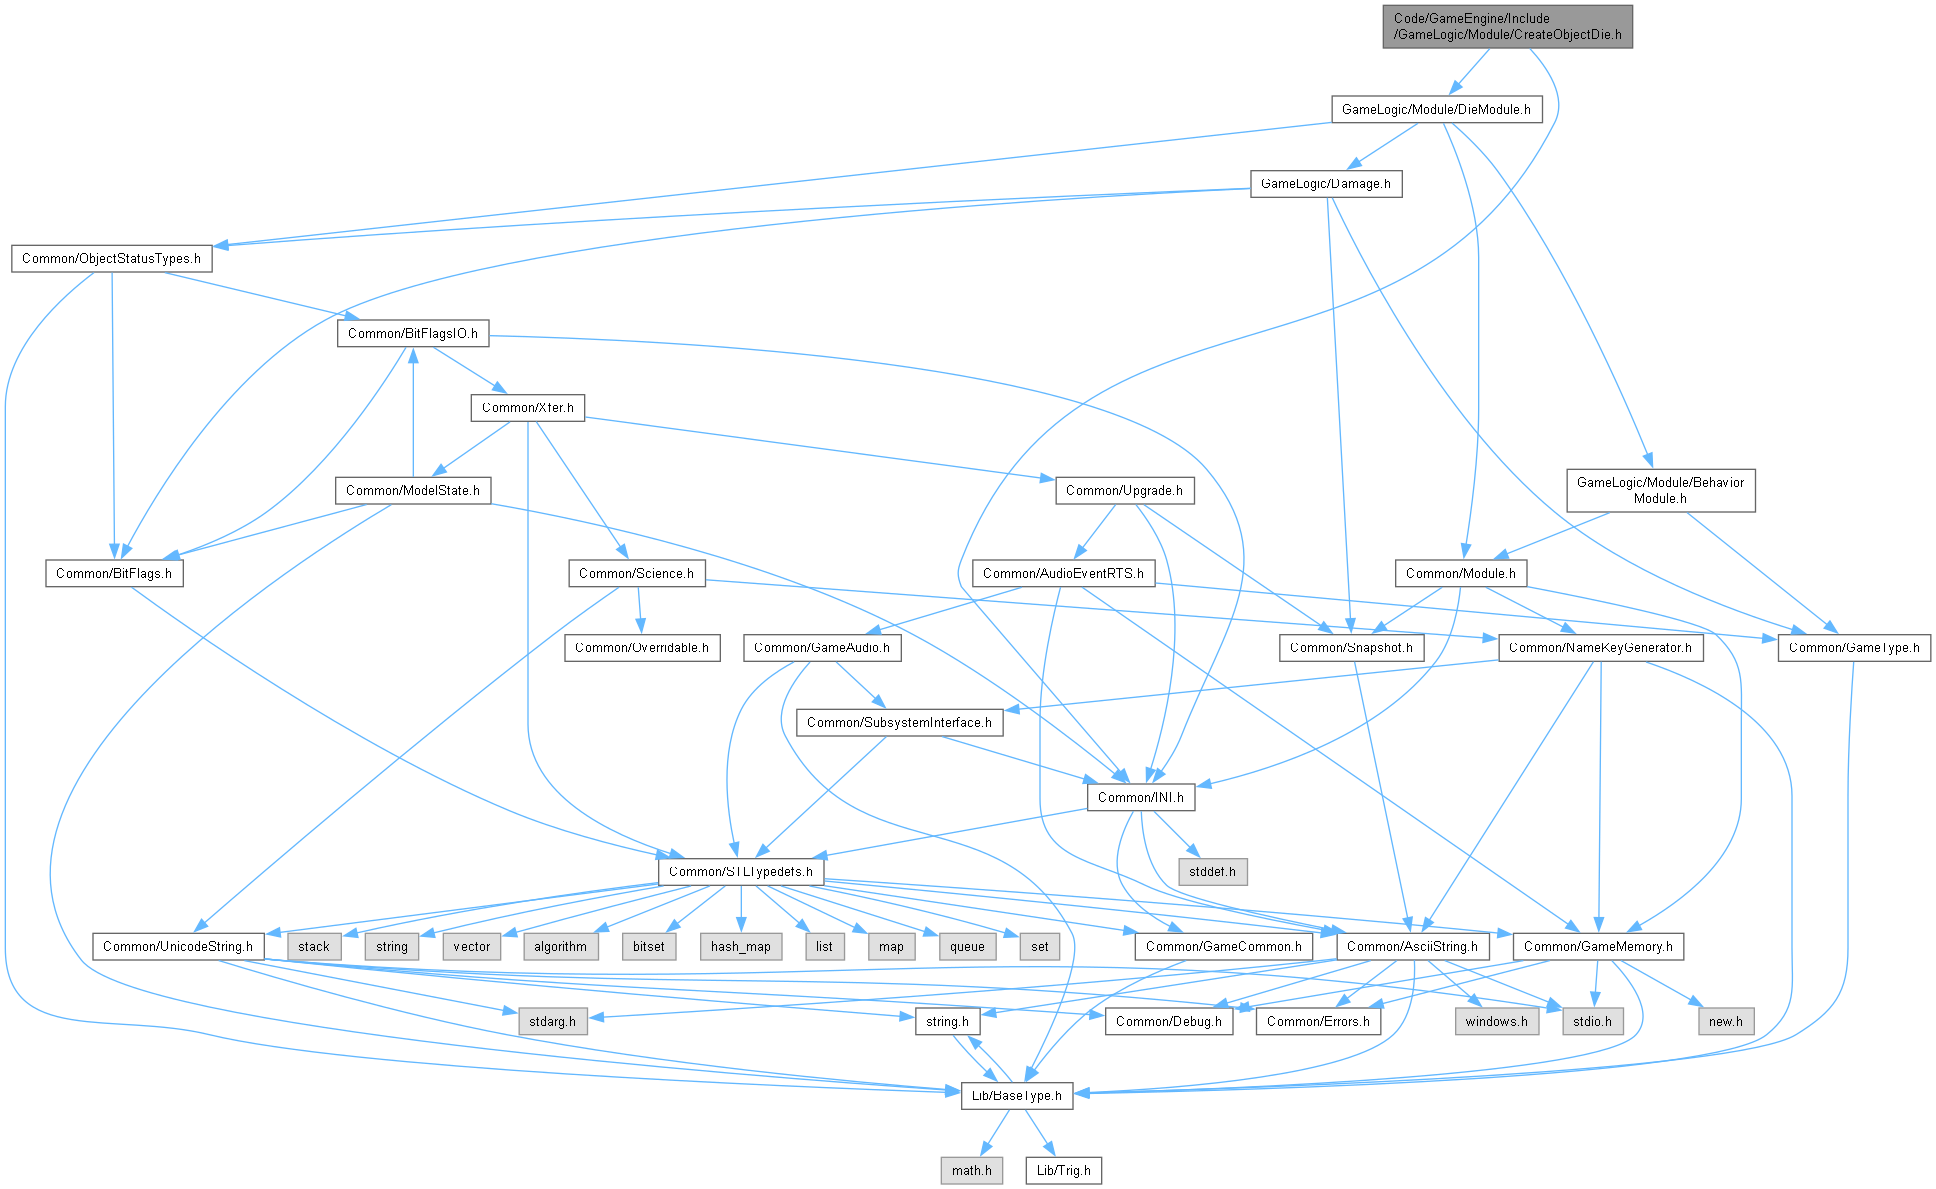 Code/GameEngine/Include
/GameLogic/Module/CreateObjectDie.h
GameLogic/Module/DieModule.h
GameLogic/Damage.h
Common/ObjectStatusTypes.h
Common/BitFlagsIO.h
Common/Xfer.h
Common/ModelState.h
Common/Upgrade.h
GameLogic/Module/Behavior
Module.h
Common/BitFlags.h
Common/Science.h
Common/AudioEventRTS.h
Common/Module.h
Common/Overridable.h
Common/GameAudio.h
Common/Snapshot.h
Common/NameKeyGenerator.h
Common/GameType.h
Common/SubsystemInterface.h
Common/INI.h
Common/STLTypedefs.h
stddef.h
Common/UnicodeString.h
stack
string
vector
algorithm
bitset
hash_map
list
map
queue
set
Common/GameCommon.h
Common/AsciiString.h
Common/GameMemory.h
stdarg.h
string.h
Common/Debug.h
Common/Errors.h
windows.h
stdio.h
new.h
Lib/BaseType.h
math.h
Lib/Trig.h